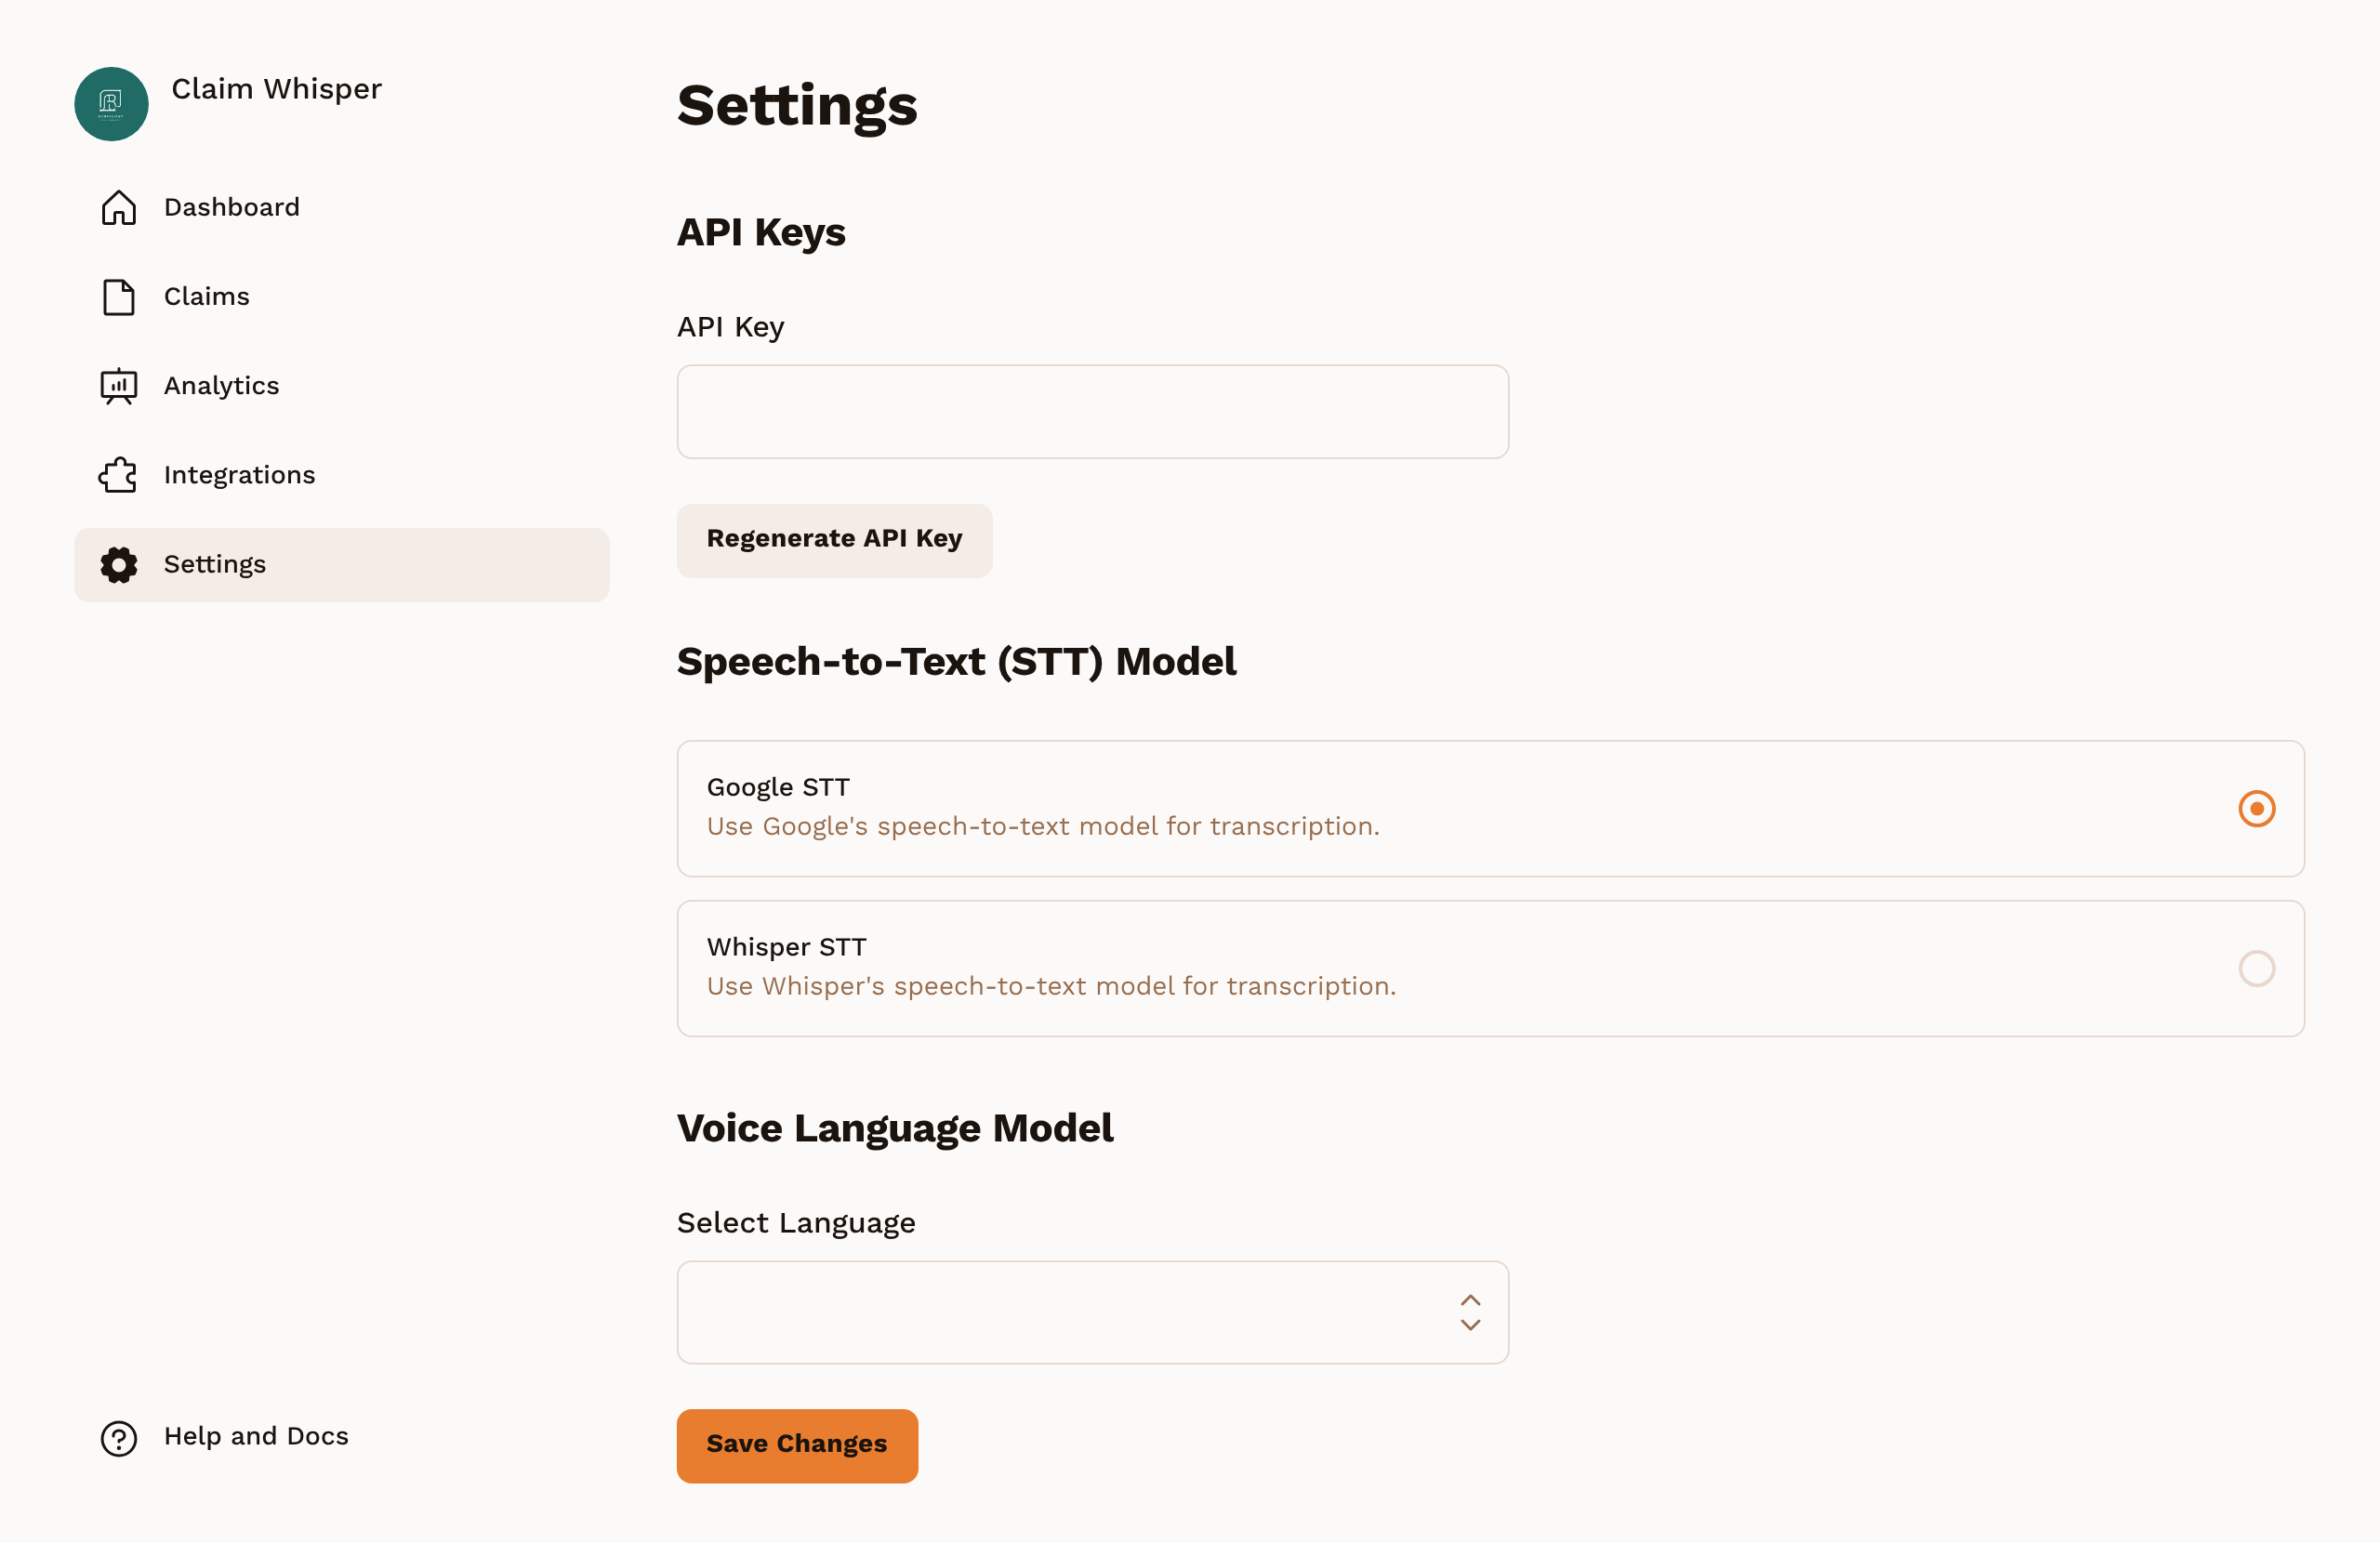 Claim Whisper
Dashboard
Claims
Analytics
Integrations
Settings
Help and Docs
Settings
API Keys
API Key
Regenerate API Key
Speech-to-Text (STT) Model
Google STT
Use Google's speech-to-text model for transcription.
Whisper STT
Use Whisper's speech-to-text model for transcription.
Voice Language Model
Select Language
Save Changes